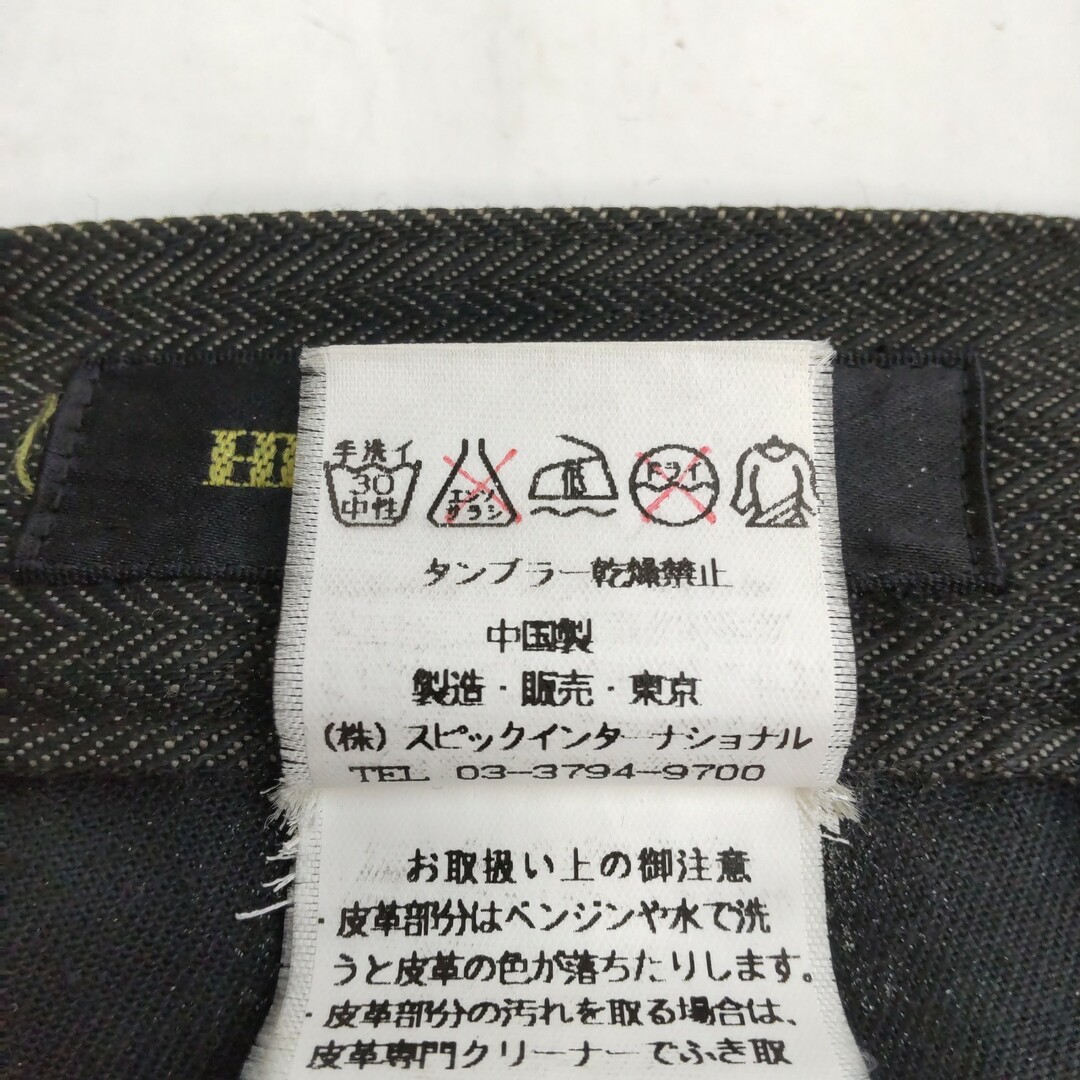 手洗イ
30
中性
エンソ
サラシ
低
ドライ
タンブラー乾燥禁止
中国製
製造・販売・東京
(株)スピックインターナショナル
TEL 03-3794-9700
お取扱い上の御注意
・皮革部分はベンジンや水で洗
うと皮革の色が落ちたりします。
・皮革部分の汚れを取る場合は、
皮革専門クリーナーでふき取